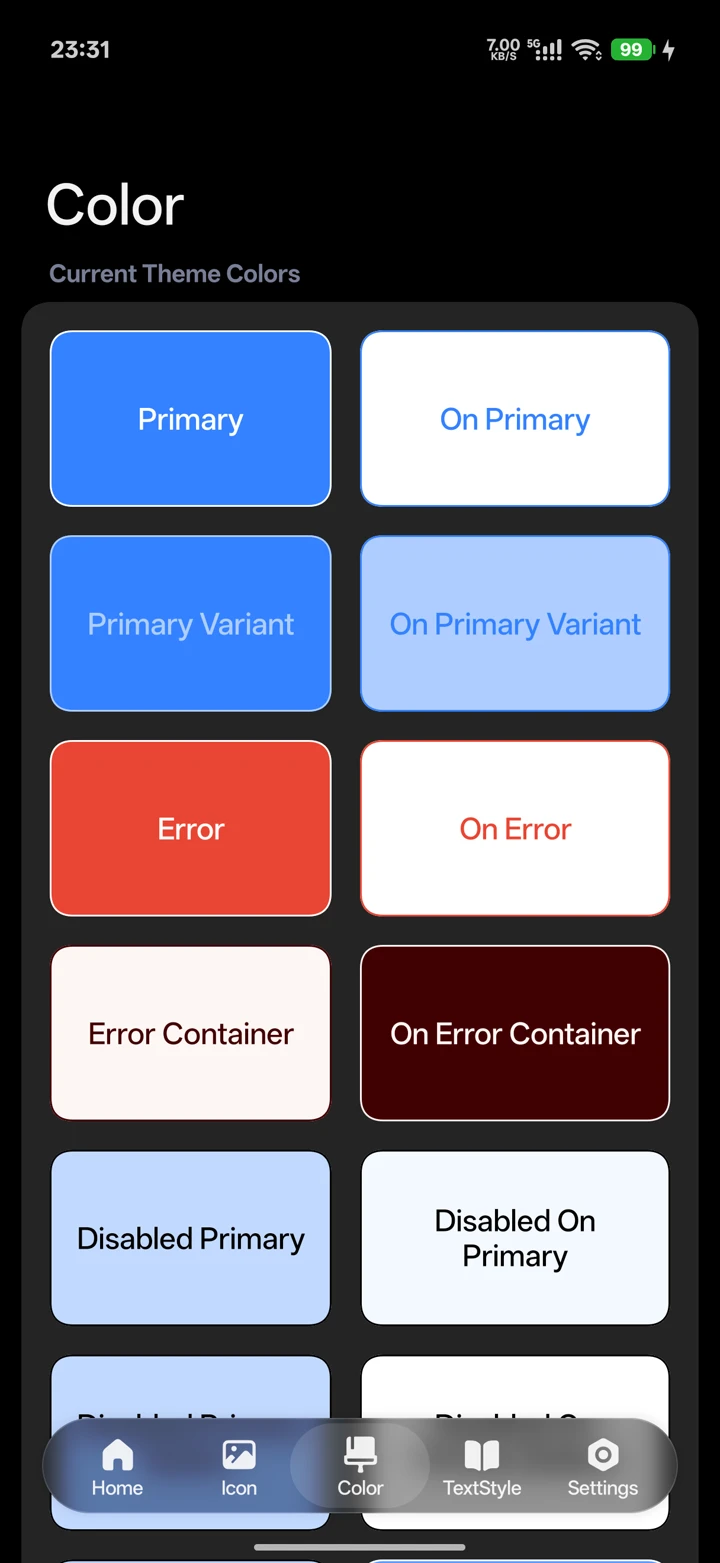 23:31
7.00
KB/S
5G
99
Color
Current Theme Colors
Primary
On Primary
Primary Variant
On Primary Variant
Error
On Error
Error Container
On Error Container
Disabled Primary
Disabled On
Primary
Home
Icon
Color
TextStyle
Settings